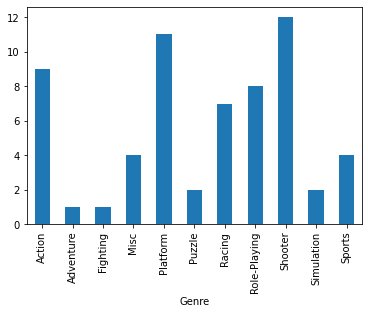 12
10
8
6
4
2
0
Action
Adventure
Fighting
Misc
Platform
Puzzle
Racing
Role-Playing
Shooter
Simulation
Sports
Genre